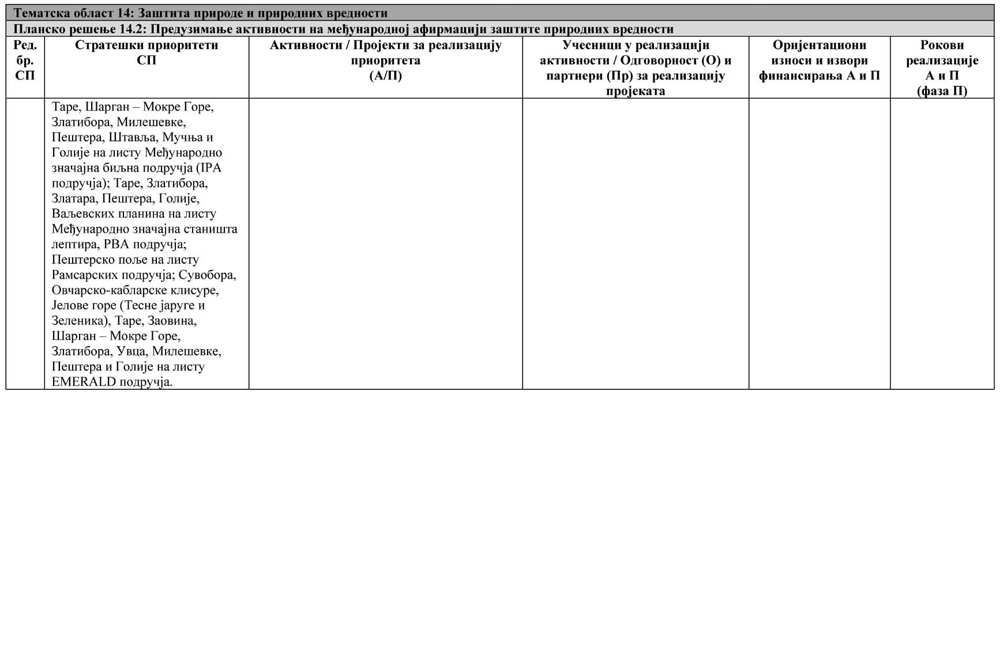 Тематска област 14: Заштита природе и природних вредности
Планско решење 14.2: Предузимање активности на међународној афирмацији заштите природних вредности
Ред.
бр.
СП
Стратешки приоритети
СП
Активности / Пројекти за реализацију
приоритета
(А/П)
Учесници у реализацији
активности / Одговорност (О) и
партнери (Пр) за реализацију
пројеката
Оријентациони
износи и извори
финансирања А и П
Рокови
реализације
А и П
(фаза П)
Таре, Шарган – Мокре Горе,
Златибора, Милешевке,
Пештера, Штавља, Мучња и
Голије на листу Међународно
значајна биљна подручја (IPA
подручја); Таре, Златибора,
Златара, Пештера, Голије,
Ваљевских планина на листу
Међународно значајна станишта
лептира, PBA подручја;
Пештерско поље на листу
Рамсарских подручја; Сувобора,
Овчарско-кабларске клисуре,
Јелове горе (Тесне јаруге и
Зеленика), Таре, Заовина,
Шарган – Мокре Горе,
Златибора, Увца, Милешевке,
Пештера и Голије на листу
EMERALD подручја.